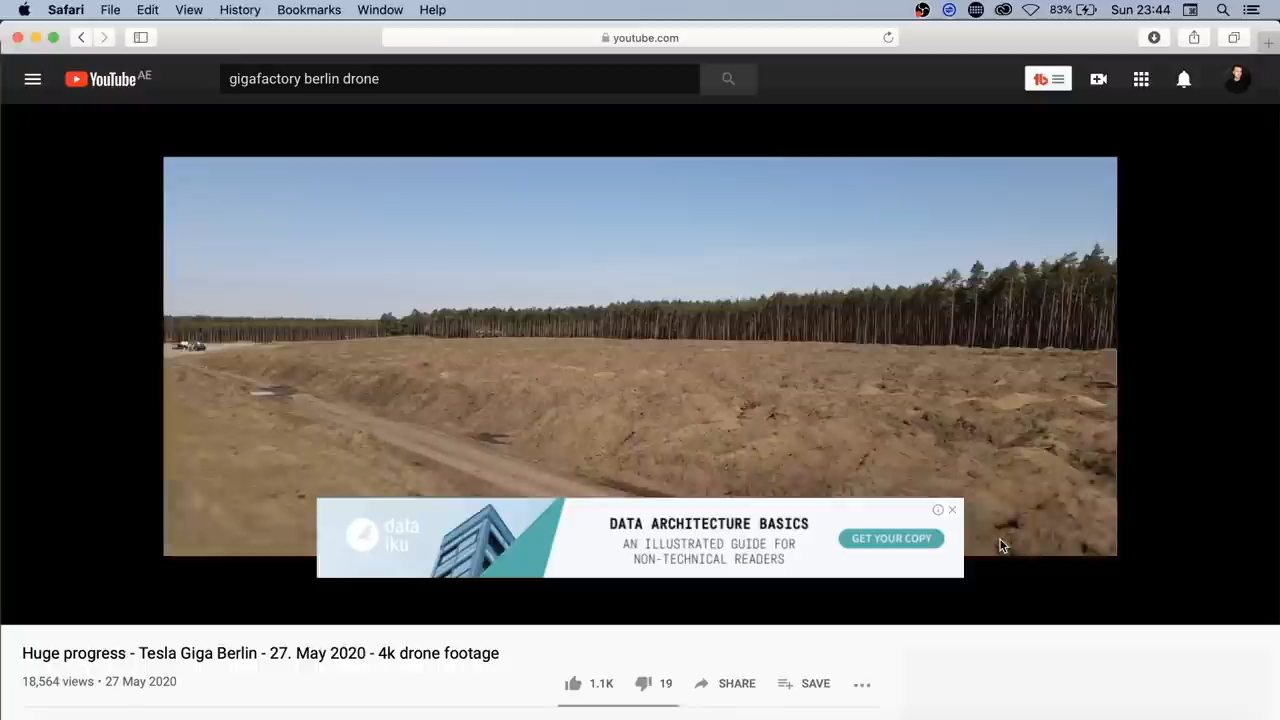 Safari File Edit View History Bookmarks Window Help 83% Sun 23:44
youtube.com
YouTube AE
gigafactory berlin drone
data
iku
DATA ARCHITECTURE BASICS
AN ILLUSTRATED GUIDE FOR
NON-TECHNICAL READERS
GET YOUR COPY
Huge progress - Tesla Giga Berlin - 27. May 2020 - 4k drone footage
18,564 views • 27 May 2020
1.1K 19 SHARE SAVE